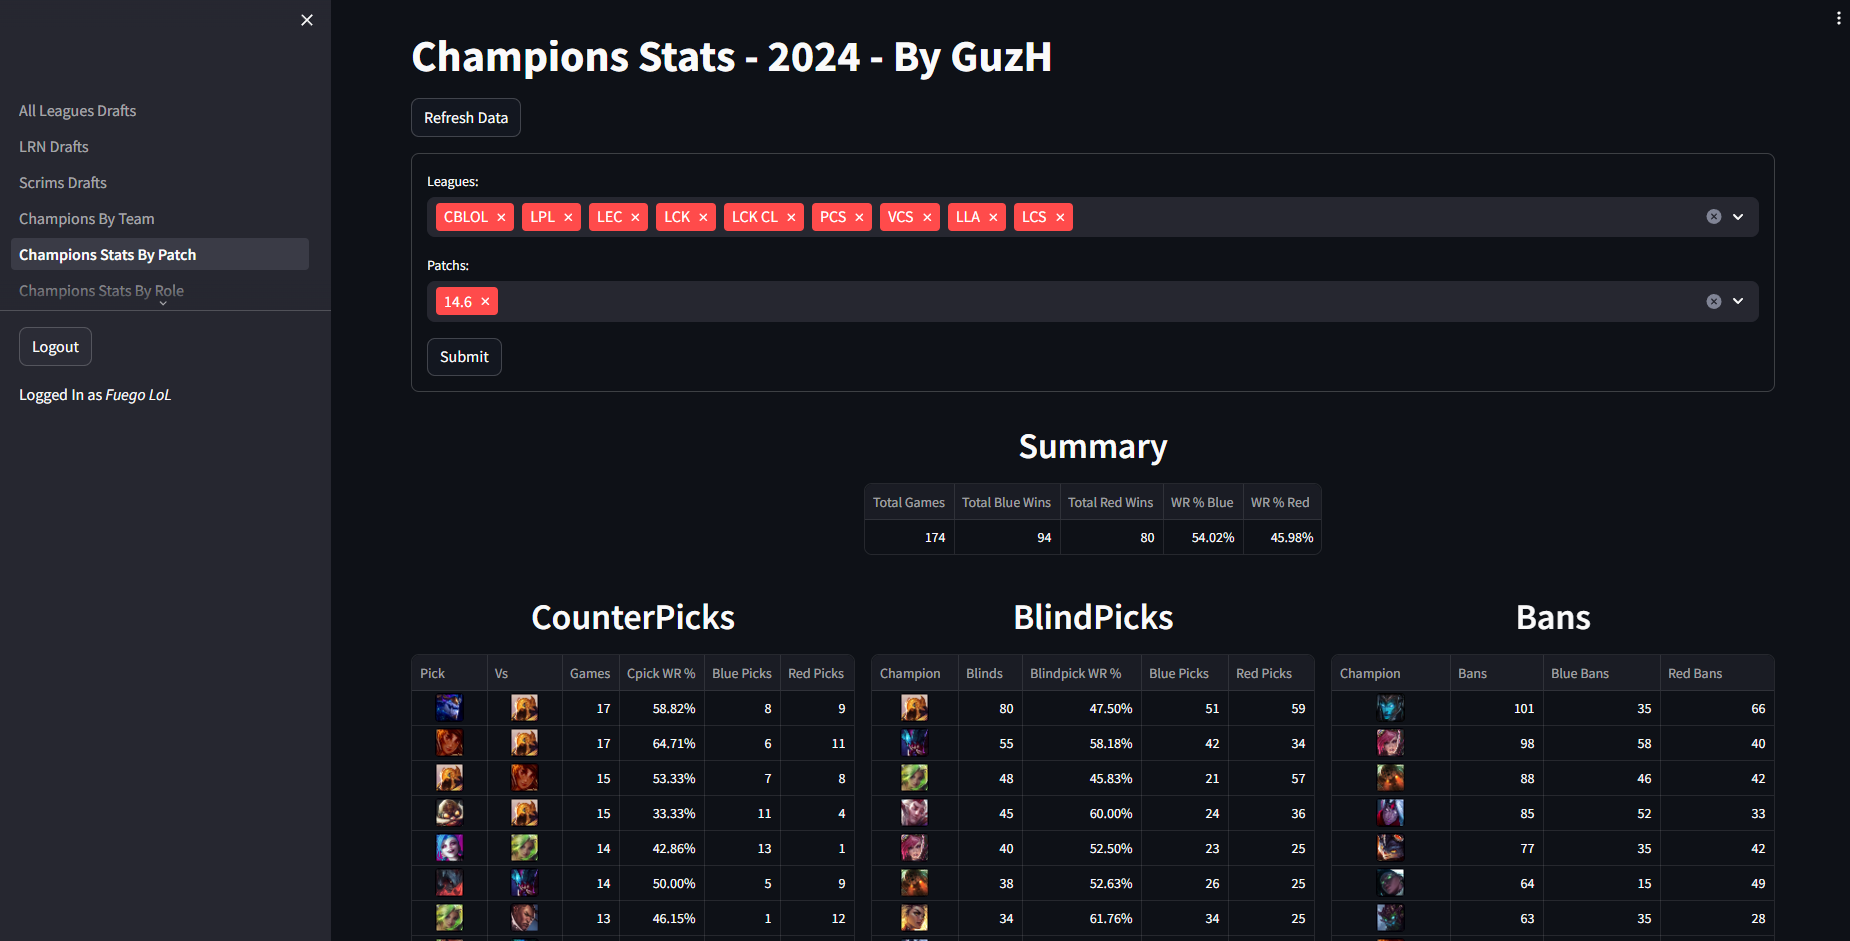 Champions Stats - 2024 - By GuzH
Refresh Data
All Leagues Drafts
LRN Drafts
Scrims Drafts
Champions By Team
Champions Stats By Patch
Champions Stats By Role
Logout
Logged In as Fuego LoL
Leagues:
CBLOL LPL LEC LCK LCK CL PCS VCS LLA LCS
Patchs:
14.6
Submit
Summary
Total Games Total Blue Wins Total Red Wins WR % Blue WR % Red
174 94 80 54.02% 45.98%
CounterPicks
Pick Vs Games Cpick WR % Blue Picks Red Picks
17 58.82% 8 9
17 64.71% 6 11
15 53.33% 7 8
15 33.33% 11 4
14 42.86% 13 1
14 50.00% 5 9
13 46.15% 1 12
BlindPicks
Champion Blinds Blindpick WR % Blue Picks Red Picks
80 47.50% 51 59
55 58.18% 42 34
48 45.83% 21 57
45 60.00% 24 36
40 52.50% 23 25
38 52.63% 26 25
34 61.76% 34 25
Bans
Champion Bans Blue Bans Red Bans
101 35 66
98 58 40
88 46 42
85 52 33
77 35 42
64 15 49
63 35 28